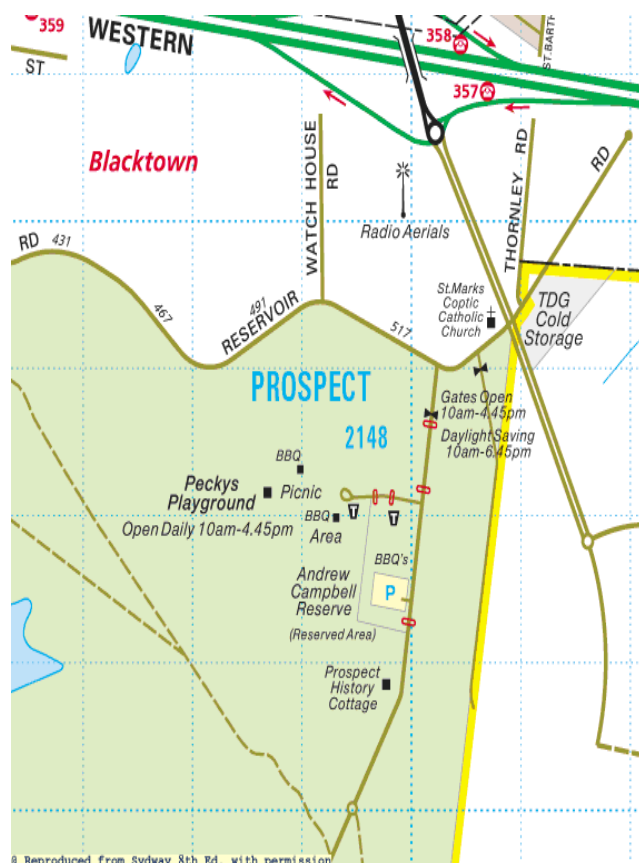 359
WESTERN
358
357
ST.BARTH
ST
Blacktown
WATCH HOUSE
RD
THORNLEY RD
RD
Radio Aerials
RD
431
467
491
RESERVOIR
517
St.Marks
Coptic
Catholic
Church
TDG
Cold
Storage
PROSPECT
2148
Gates Open
10am-4.45pm
Daylight Saving
10am-6.45pm
BBQ
Peckys
Playground
Picnic
Open Daily 10am-4.45pm
BBQ
Area
T
T
BBQ's
Andrew
Campbell
Reserve
P
(Reserved Area)
Prospect
History
Cottage
Reproduced from Sydway 8th Ed. with permission